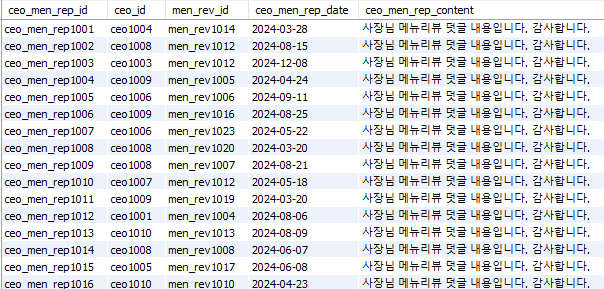 ceo_men_rep_id ceo_id men_rev_id ceo_men_rep_date ceo_men_rep_content
ceo_men_rep1001 ceo1004 men_rev1014 2024-03-28 사장님 메뉴리뷰 덧글 내용입니다. 감사합니다.
ceo_men_rep1002 ceo1008 men_rev1012 2024-08-15 사장님 메뉴리뷰 덧글 내용입니다. 감사합니다.
ceo_men_rep1003 ceo1003 men_rev1012 2024-12-08 사장님 메뉴리뷰 덧글 내용입니다. 감사합니다.
ceo_men_rep1004 ceo1009 men_rev1005 2024-04-24 사장님 메뉴리뷰 덧글 내용입니다. 감사합니다.
ceo_men_rep1005 ceo1006 men_rev1006 2024-09-11 사장님 메뉴리뷰 덧글 내용입니다. 감사합니다.
ceo_men_rep1006 ceo1009 men_rev1016 2024-08-25 사장님 메뉴리뷰 덧글 내용입니다. 감사합니다.
ceo_men_rep1007 ceo1006 men_rev1023 2024-05-22 사장님 메뉴리뷰 덧글 내용입니다. 감사합니다.
ceo_men_rep1008 ceo1008 men_rev1020 2024-03-20 사장님 메뉴리뷰 덧글 내용입니다. 감사합니다.
ceo_men_rep1009 ceo1008 men_rev1007 2024-08-21 사장님 메뉴리뷰 덧글 내용입니다. 감사합니다.
ceo_men_rep1010 ceo1007 men_rev1012 2024-05-18 사장님 메뉴리뷰 덧글 내용입니다. 감사합니다.
ceo_men_rep1011 ceo1009 men_rev1019 2024-03-20 사장님 메뉴리뷰 덧글 내용입니다. 감사합니다.
ceo_men_rep1012 ceo1001 men_rev1004 2024-08-06 사장님 메뉴리뷰 덧글 내용입니다. 감사합니다.
ceo_men_rep1013 ceo1010 men_rev1013 2024-08-09 사장님 메뉴리뷰 덧글 내용입니다. 감사합니다.
ceo_men_rep1014 ceo1008 men_rev1008 2024-06-07 사장님 메뉴리뷰 덧글 내용입니다. 감사합니다.
ceo_men_rep1015 ceo1005 men_rev1017 2024-06-08 사장님 메뉴리뷰 덧글 내용입니다. 감사합니다.
ceo_men_rep1016 ceo1010 men_rev1010 2024-04-23 사장님 메뉴리뷰 덧글 내용입니다. 감사합니다.